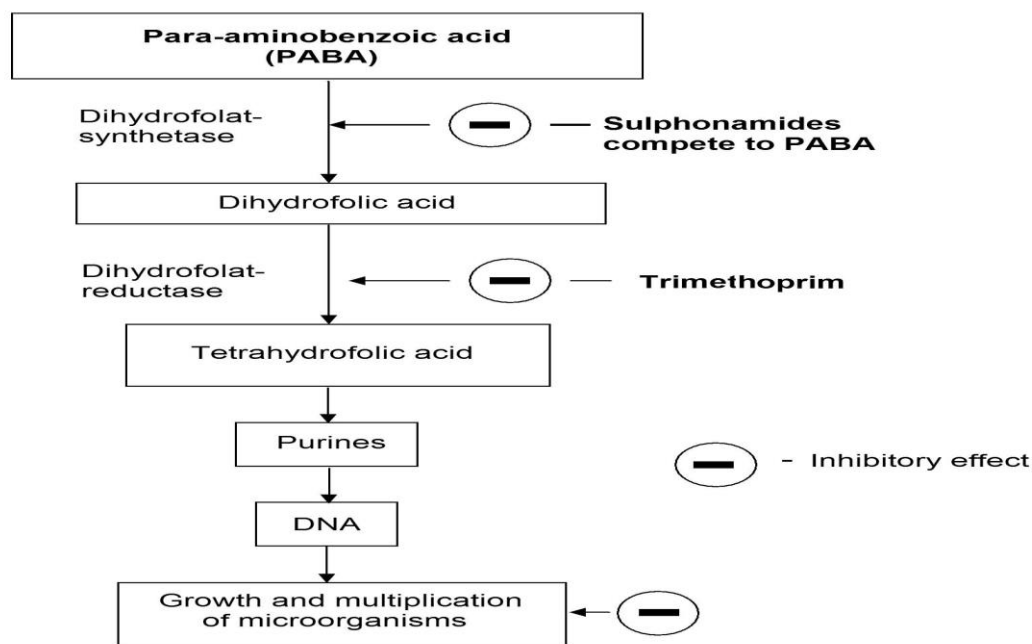 Para-aminobenzoic acid
(PABA)
Dihydrofolat-
synthetase
Sulphonamides
compete to PABA
Dihydrofolic acid
Dihydrofolat-
reductase
Trimethoprim
Tetrahydrofolic acid
Purines
- Inhibitory effect
DNA
Growth and multiplication
of microorganisms